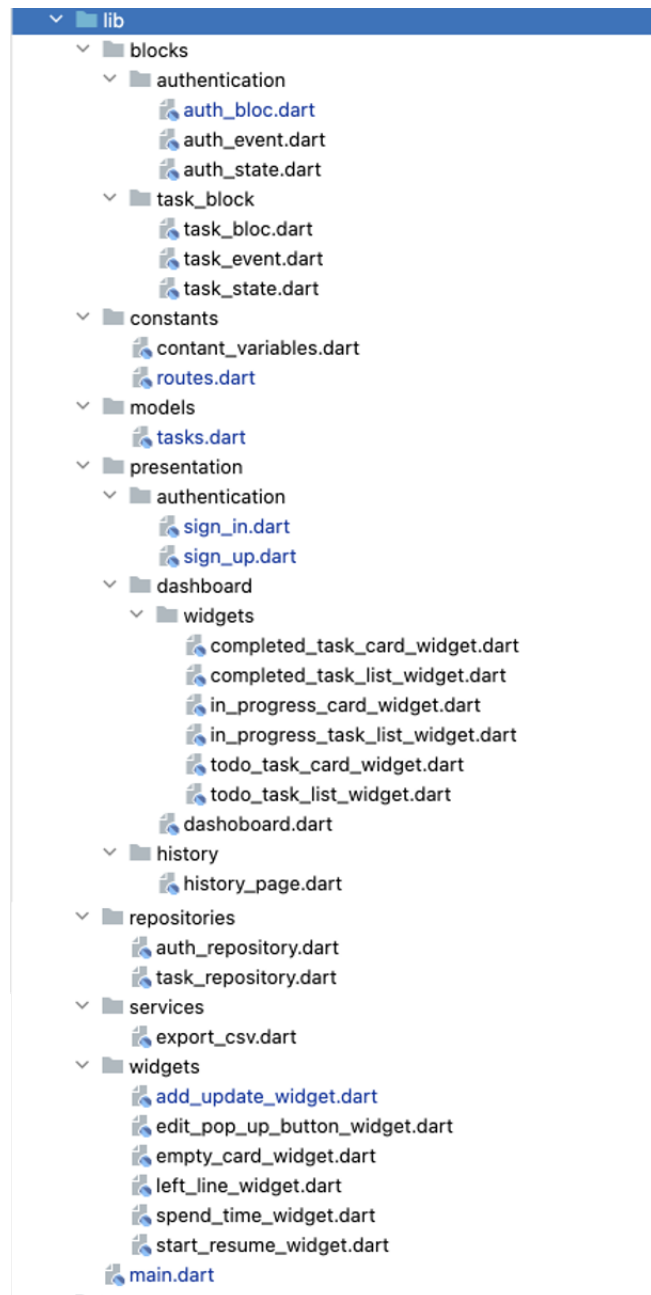 lib
blocks
authentication
auth_bloc.dart
auth_event.dart
auth_state.dart
task_block
task_bloc.dart
task_event.dart
task_state.dart
constants
contant_variables.dart
routes.dart
models
tasks.dart
presentation
authentication
sign_in.dart
sign_up.dart
dashboard
widgets
completed_task_card_widget.dart
completed_task_list_widget.dart
in_progress_card_widget.dart
in_progress_task_list_widget.dart
todo_task_card_widget.dart
todo_task_list_widget.dart
dashoboard.dart
history
history_page.dart
repositories
auth_repository.dart
task_repository.dart
services
export_csv.dart
widgets
add_update_widget.dart
edit_pop_up_button_widget.dart
empty_card_widget.dart
left_line_widget.dart
spend_time_widget.dart
start_resume_widget.dart
main.dart